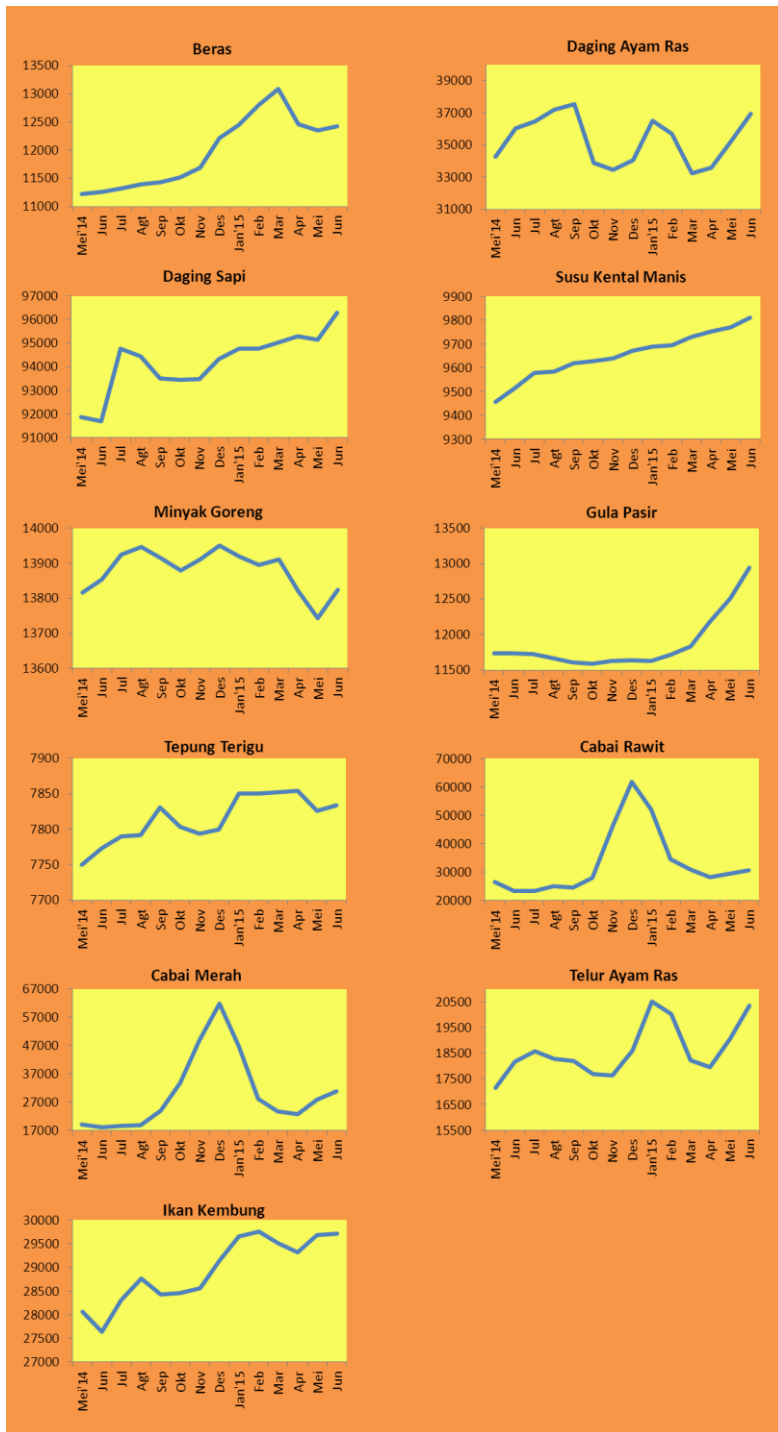 Beras
13500
13000
12500
12000
11500
11000
Mei'14 Jun Jul Agt Sep Okt Nov Des Jan'15 Feb Mar Apr Mei Jun
Daging Ayam Ras
39000
37000
35000
33000
31000
Mei'14 Jun Jul Agt Sep Okt Nov Des Jan'15 Feb Mar Apr Mei Jun
Daging Sapi
97000
96000
95000
94000
93000
92000
91000
Mei'14 Jun Jul Agt Sep Okt Nov Des Jan'15 Feb Mar Apr Mei Jun
Susu Kental Manis
9900
9800
9700
9600
9500
9400
9300
Mei'14 Jun Jul Agt Sep Okt Nov Des Jan'15 Feb Mar Apr Mei Jun
Minyak Goreng
14000
13900
13800
13700
13600
Mei'14 Jun Jul Agt Sep Okt Nov Des Jan'15 Feb Mar Apr Mei Jun
Gula Pasir
13500
13000
12500
12000
11500
Mei'14 Jun Jul Agt Sep Okt Nov Des Jan'15 Feb Mar Apr Mei Jun
Tepung Terigu
7900
7850
7800
7750
7700
Mei'14 Jun Jul Agt Sep Okt Nov Des Jan'15 Feb Mar Apr Mei Jun
Cabai Rawit
70000
60000
50000
40000
30000
20000
Mei'14 Jun Jul Agt Sep Okt Nov Des Jan'15 Feb Mar Apr Mei Jun
Cabai Merah
67000
57000
47000
37000
27000
17000
Mei'14 Jun Jul Agt Sep Okt Nov Des Jan'15 Feb Mar Apr Mei Jun
Telur Ayam Ras
20500
19500
18500
17500
16500
15500
Mei'14 Jun Jul Agt Sep Okt Nov Des Jan'15 Feb Mar Apr Mei Jun
Ikan Kembung
30000
29500
29000
28500
28000
27500
27000
Mei'14 Jun Jul Agt Sep Okt Nov Des Jan'15 Feb Mar Apr Mei Jun